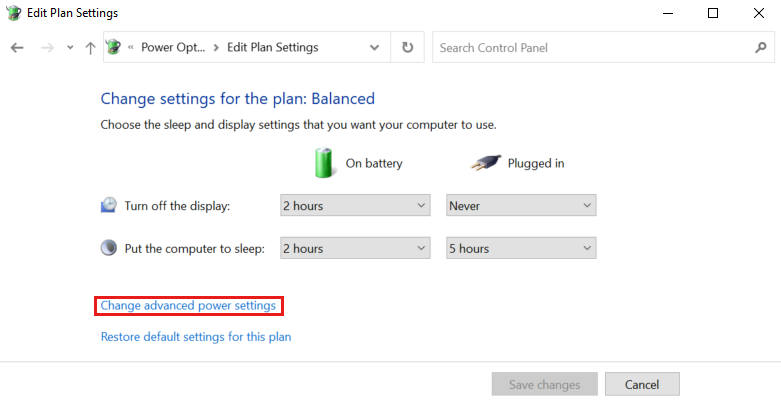 Edit Plan Settings
« Power Opt... > Edit Plan Settings
Search Control Panel
Change settings for the plan: Balanced
Choose the sleep and display settings that you want your computer to use.
On battery Plugged in
Turn off the display: 2 hours Never
Put the computer to sleep: 2 hours 5 hours
Change advanced power settings
Restore default settings for this plan
Save changes Cancel